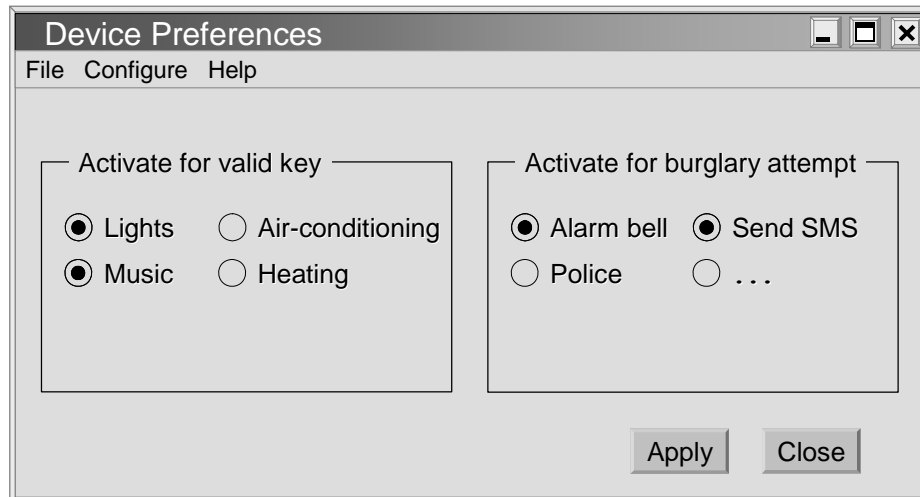 Device Preferences
File Configure Help
Activate for valid key
Lights Air-conditioning
Music Heating
Activate for burglary attempt
Alarm bell Send SMS
Police ...
Apply Close